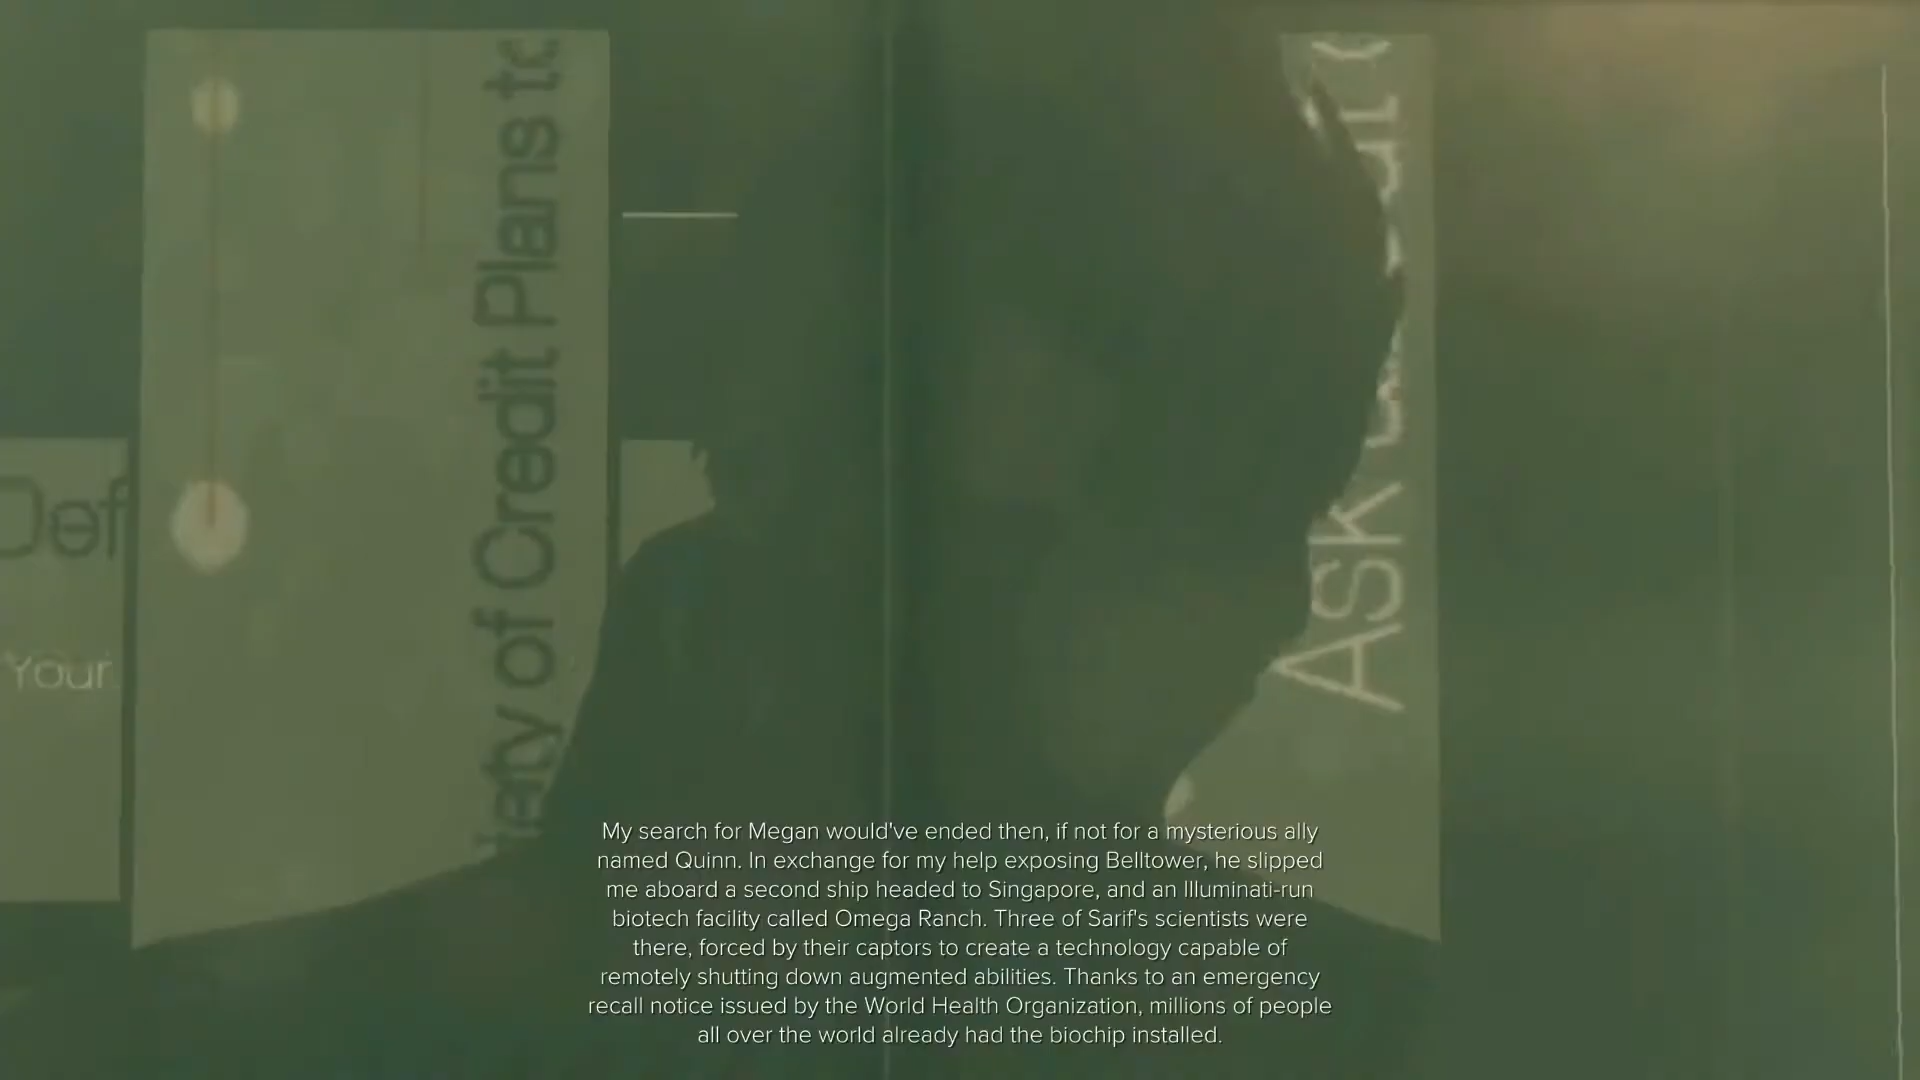 ety of Credit Plans to
Ask
Def
Your
My search for Megan would've ended then, if not for a mysterious ally
named Quinn. In exchange for my help exposing Belltower, he slipped
me aboard a second ship headed to Singapore, and an Illuminati-run
biotech facility called Omega Ranch. Three of Sarif's scientists were
there, forced by their captors to create a technology capable of
remotely shutting down augmented abilities. Thanks to an emergency
recall notice issued by the World Health Organization, millions of people
all over the world already had the biochip installed.